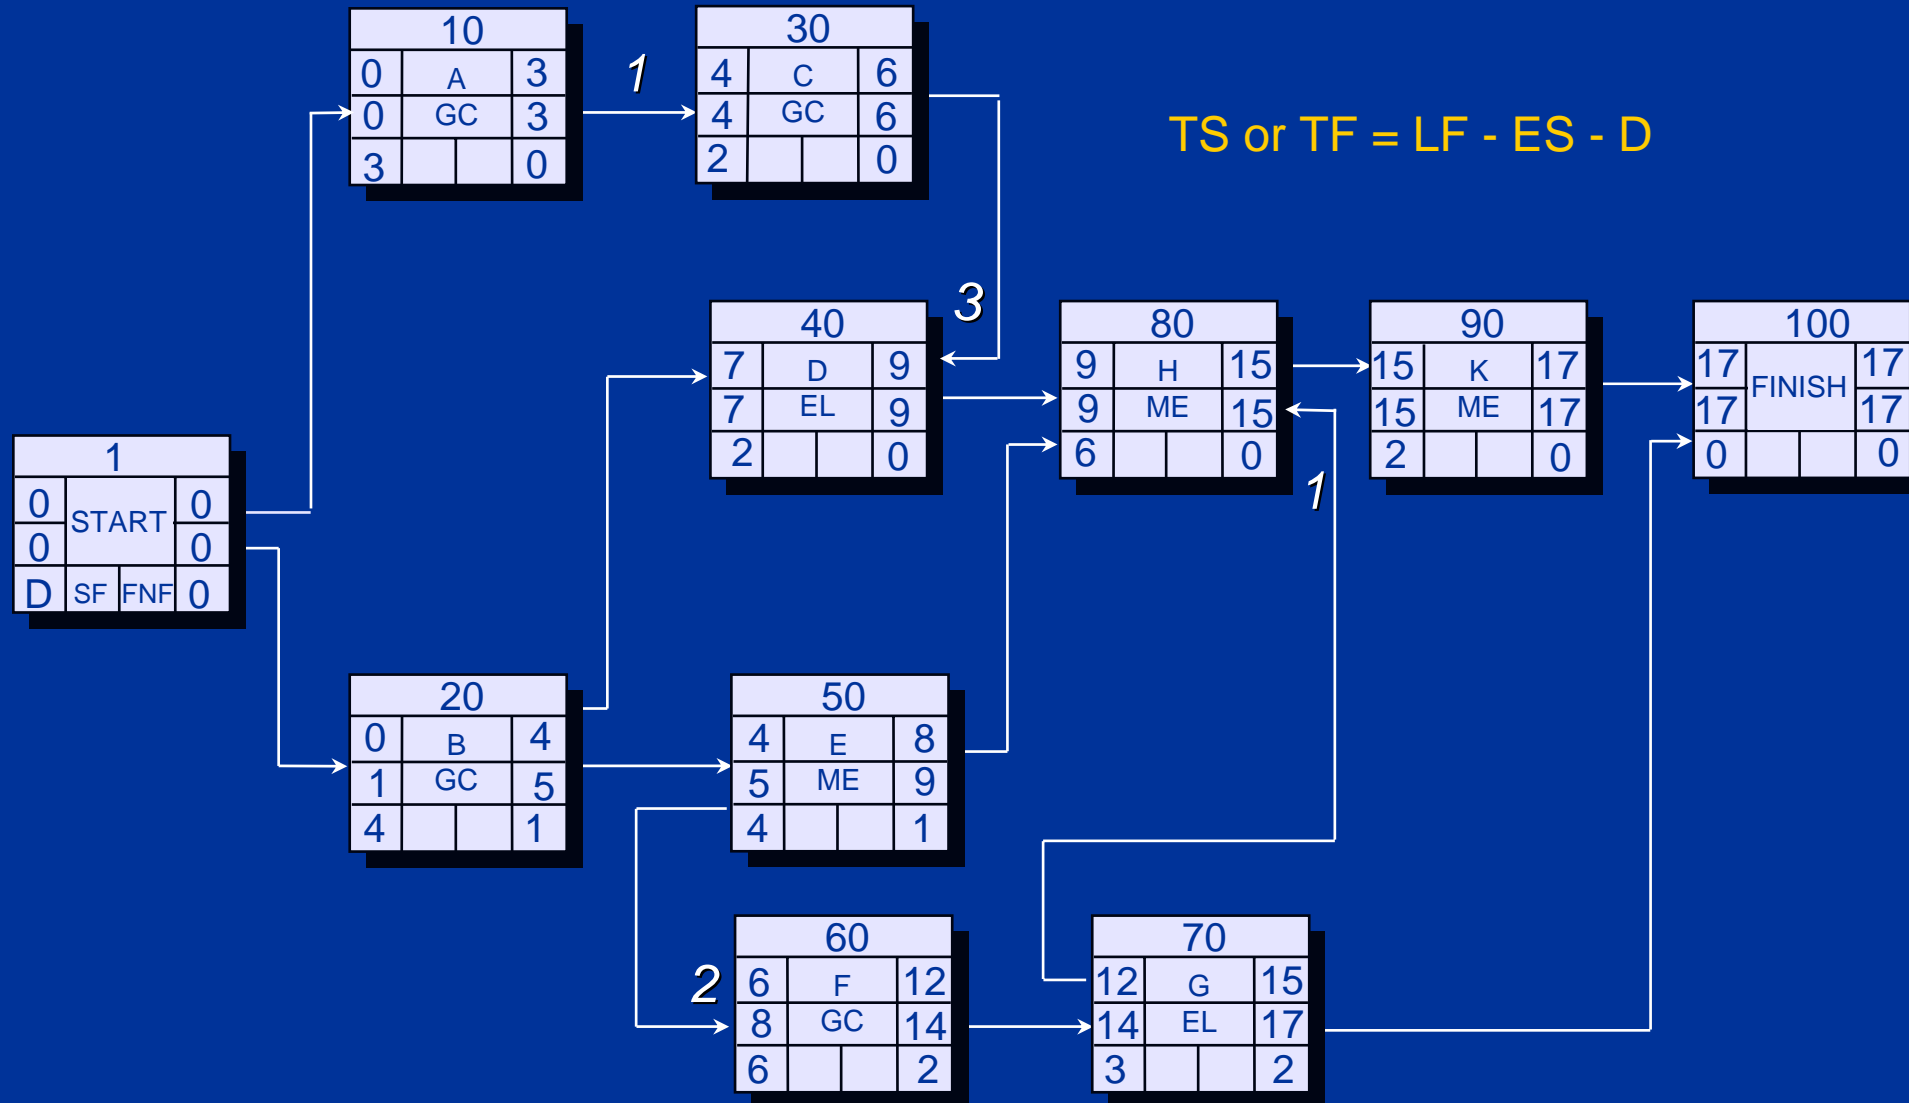 10
0 A 3
0 GC 3
3 0
1
30
4 C 6
4 GC 6
2 0
TS or TF = LF - ES - D
3
40
7 D 9
7 EL 9
2 0
80
9 H 15
9 ME 15
6 0
1
90
15 K 17
15 ME 17
2 0
100
17 FINISH 17
17 17
0 0
1
0 START 0
0 0
D SF FNF 0
20
0 B 4
1 GC 5
4 1
50
4 E 8
5 ME 9
4 1
2
60
6 F 12
8 GC 14
6 2
70
12 G 15
14 EL 17
3 2